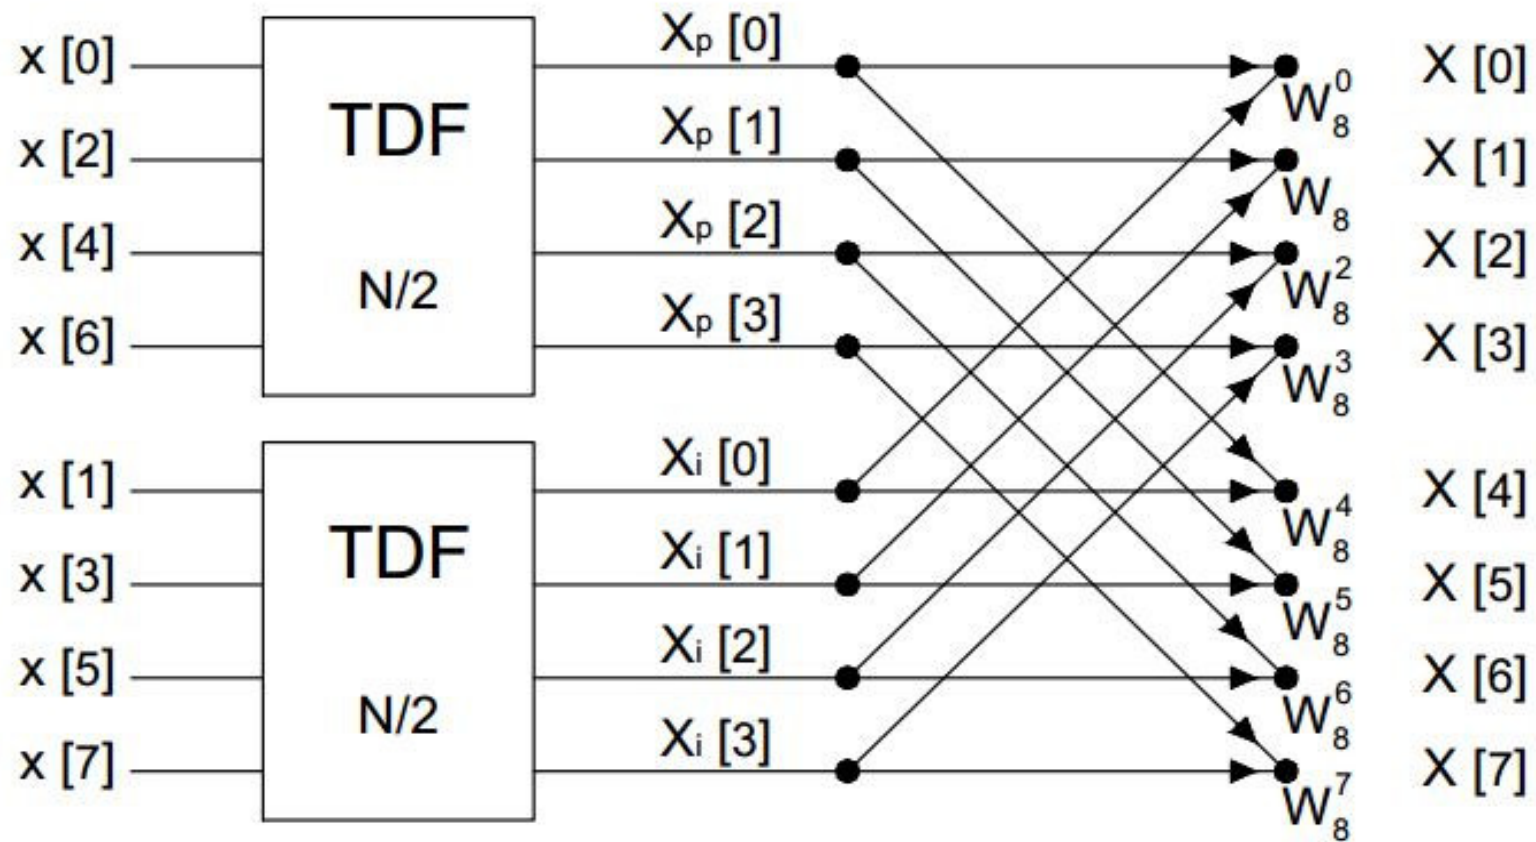 x [0] Xp [0] W8^0 X [0]
x [2] TDF Xp [1] W8 X [1]
x [4] Xp [2] W8^2 X [2]
x [6] N/2 Xp [3] W8^3 X [3]
x [1] Xi [0] W8^4 X [4]
x [3] TDF Xi [1] W8^5 X [5]
x [5] Xi [2] W8^6 X [6]
x [7] N/2 Xi [3] W8^7 X [7]